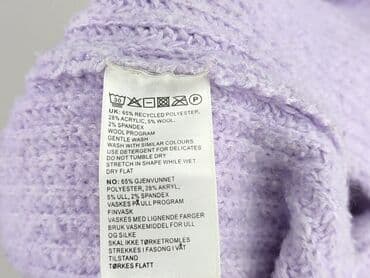 30 P
UK: 65% RECYCLED POLYESTER,
28% ACRYLIC, 5% WOOL,
2% SPANDEX
WOOL PROGRAM
GENTLE WASH
WASH WITH SIMILAR COLOURS
USE DETERGENT FOR DELICATES
DO NOT TUMBLE DRY
STRETCH IN SHAPE WHILE WET
DRY FLAT
NO: 65% GJENVUNNET
POLYESTER, 28% AKRYL,
5% ULL, 2% SPANDEX
VASKES PÅ ULL PROGRAM
FINVASK
VASKES MED LIGNENDE FARGER
BRUK VASKEMIDDEL FOR ULL
OG SILKE
SKAL IKKE TØRKETROMLES
STREKKES I FASONG I VÅT
TILSTAND
TØRKES FLATT